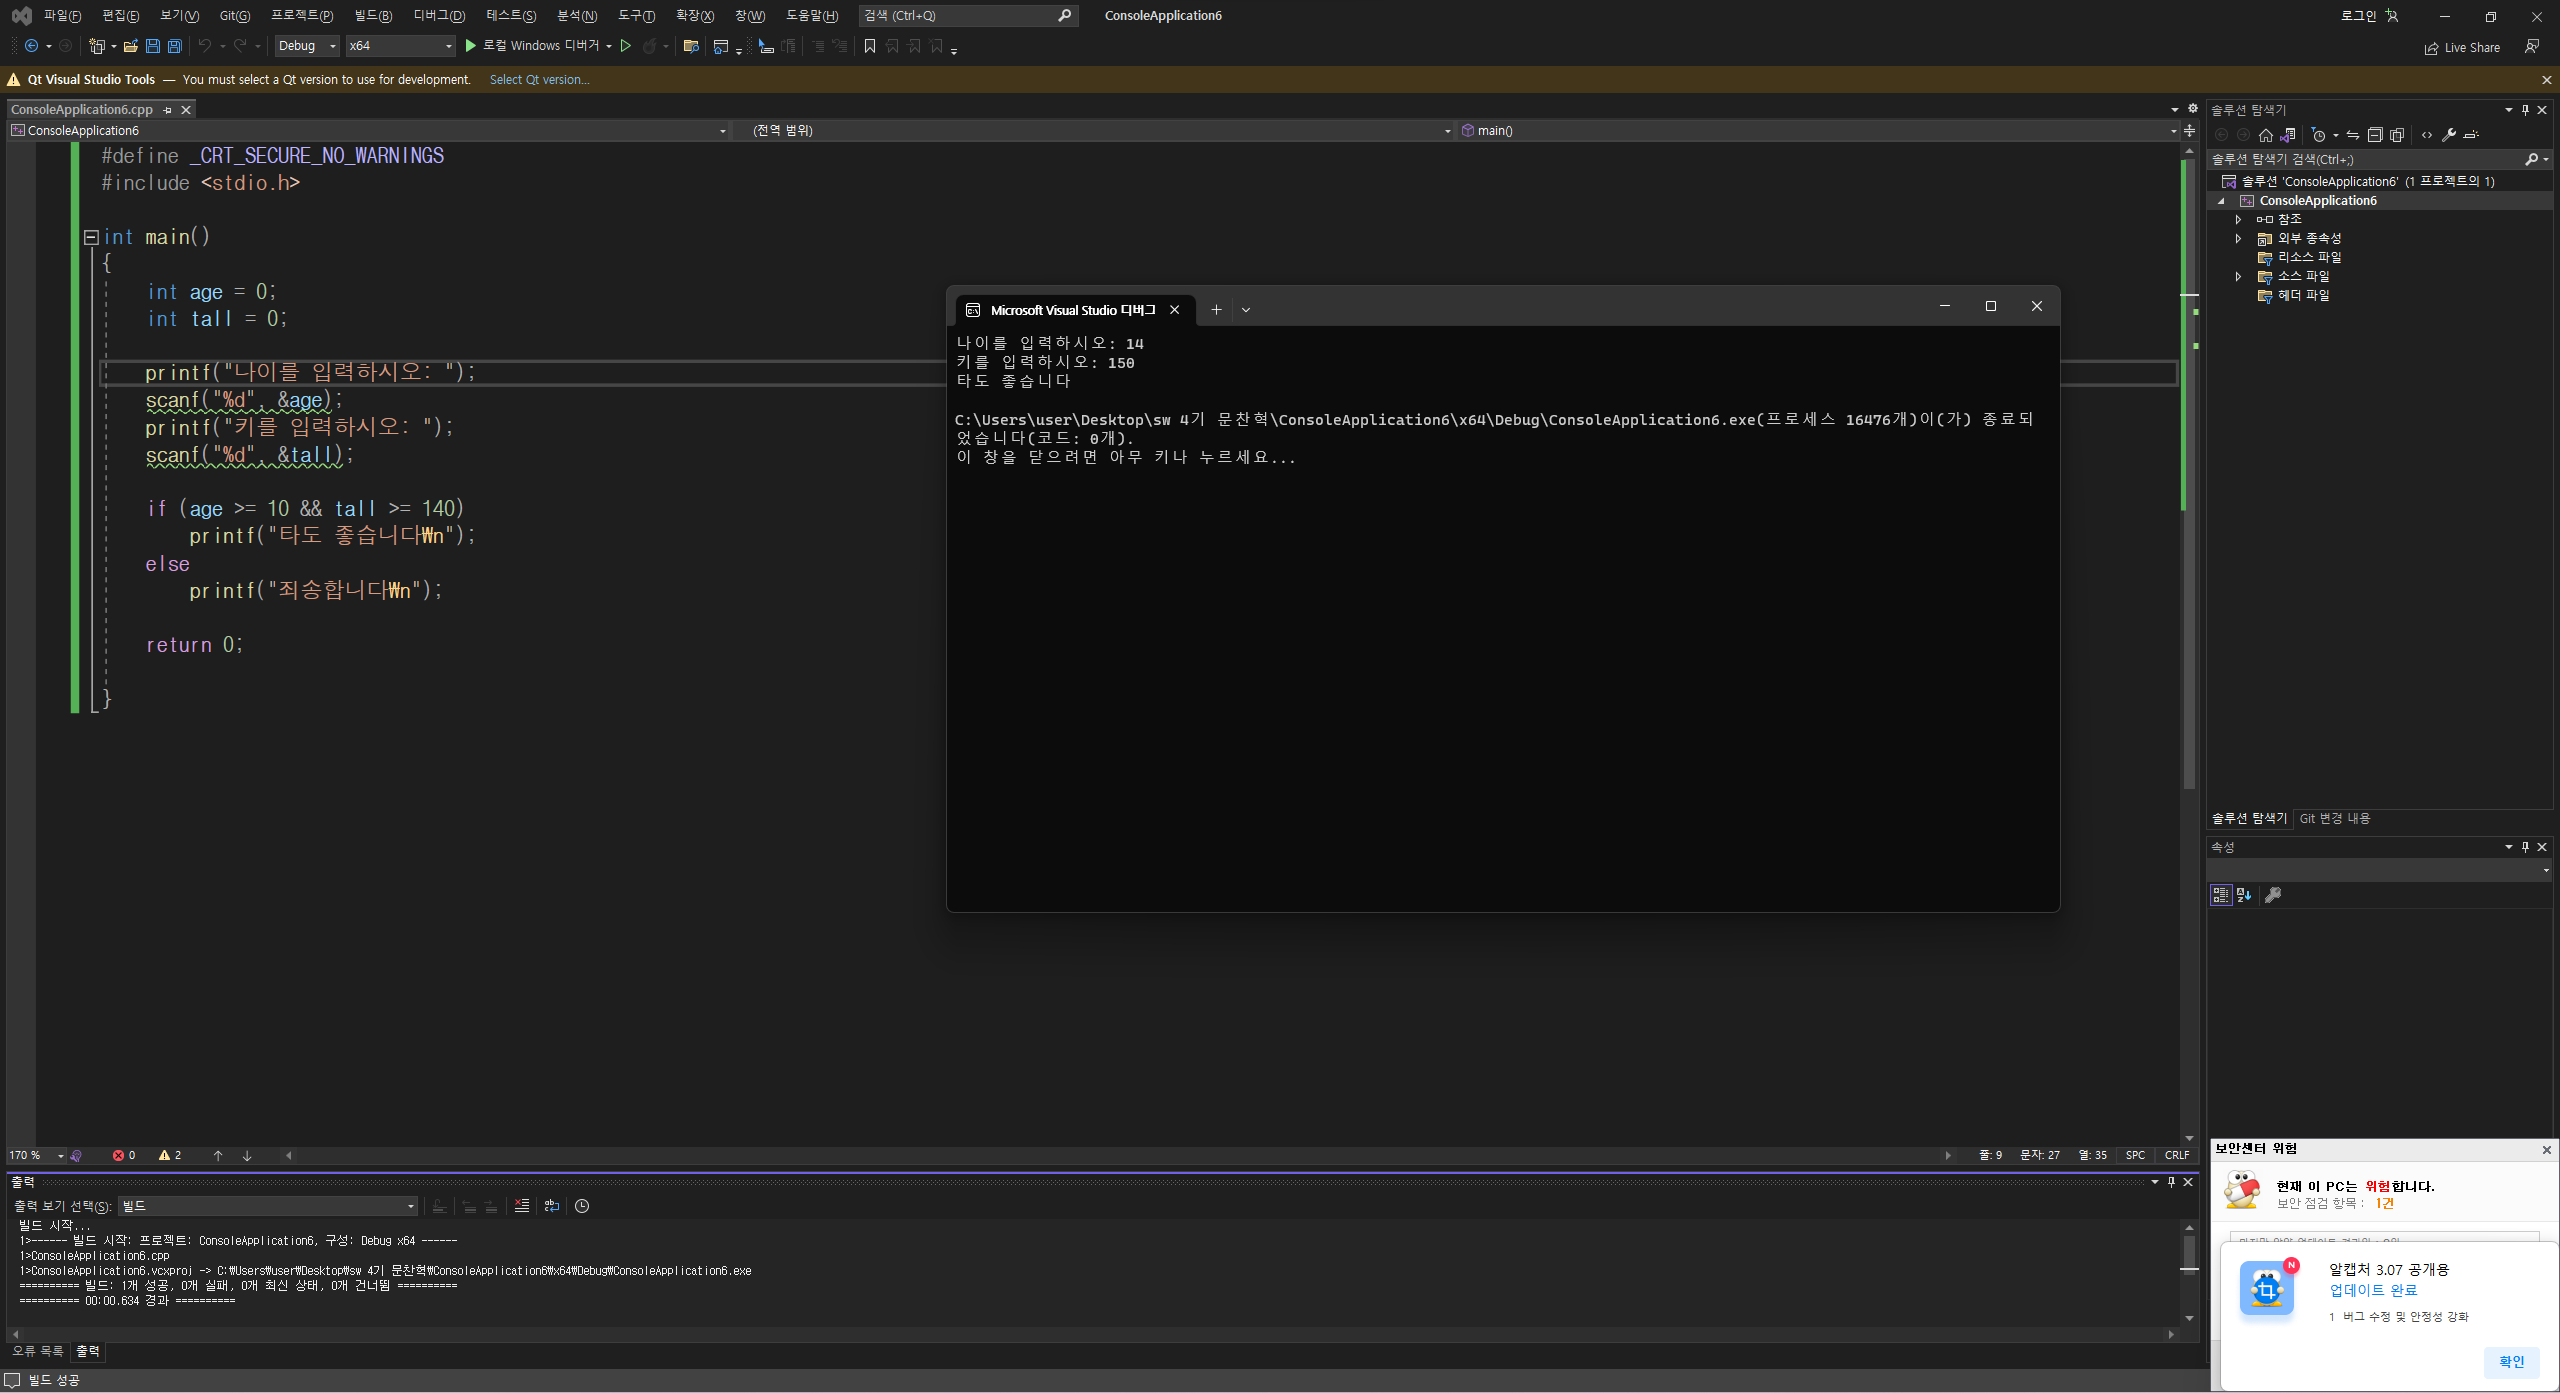 파일(F) 편집(E) 보기(V) Git(G) 프로젝트(P) 빌드(B) 디버그(D) 테스트(S) 분석(N) 도구(T) 확장(X) 창(W) 도움말(H) 검색 (Ctrl+Q) ConsoleApplication6 로그인
Debug x64 로컬 Windows 디버거 Live Share
Qt Visual Studio Tools — You must select a Qt version to use for development. Select Qt version...
ConsoleApplication6.cpp
ConsoleApplication6 (전역 범위) main()
#define _CRT_SECURE_NO_WARNINGS
#include <stdio.h>
int main()
{
int age = 0;
int tall = 0;
printf("나이를 입력하시오: ");
scanf("%d", &age);
printf("키를 입력하시오: ");
scanf("%d", &tall);
if (age >= 10 && tall >= 140)
printf("타도 좋습니다₩n");
else
printf("죄송합니다₩n");
return 0;
}
Microsoft Visual Studio 디버그
나이를 입력하시오: 14
키를 입력하시오: 150
타도 좋습니다
C:\Users\user\Desktop\sw 4기 문찬혁\ConsoleApplication6\x64\Debug\ConsoleApplication6.exe(프로세스 16476개)이(가) 종료되
었습니다(코드: 0개).
이 창을 닫으려면 아무 키나 누르세요...
솔루션 탐색기
솔루션 탐색기 검색(Ctrl+;)
솔루션 'ConsoleApplication6' (1 프로젝트의 1)
ConsoleApplication6
참조
외부 종속성
리소스 파일
소스 파일
헤더 파일
솔루션 탐색기 Git 변경 내용
속성
170 % 0 2 줄: 9 문자: 27 열: 35 SPC CRLF
출력
출력 보기 선택(S): 빌드
빌드 시작...
1>------ 빌드 시작: 프로젝트: ConsoleApplication6, 구성: Debug x64 ------
1>ConsoleApplication6.cpp
1>ConsoleApplication6.vcxproj -> C:₩Users₩user₩Desktop₩sw 4기 문찬혁₩ConsoleApplication6₩x64₩Debug₩ConsoleApplication6.exe
========== 빌드: 1개 성공, 0개 실패, 0개 최신 상태, 0개 건너뜀 ==========
========== 00:00.634 경과 ==========
오류 목록 출력
빌드 성공
보안센터 위험
현재 이 PC는 위험합니다.
보안 점검 항목 : 1건
N
알캡처 3.07 공개용
업데이트 완료
1 버그 수정 및 안정성 강화
확인